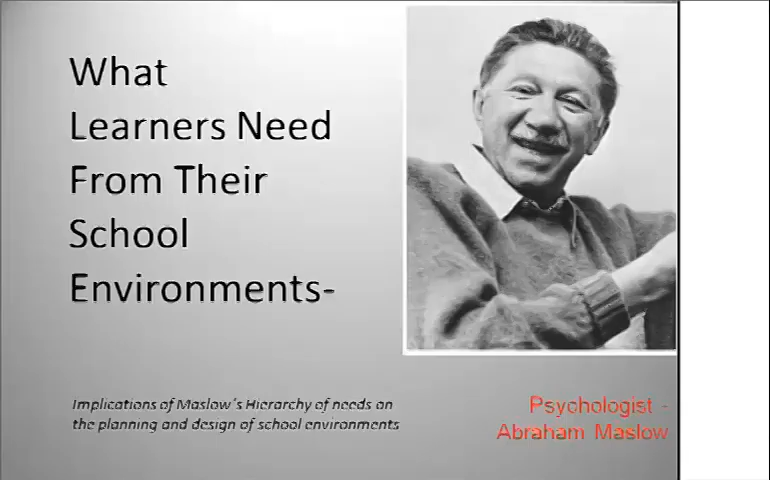 What
Learners Need
From Their
School
Environments-
Implications of Maslow's Hierarchy of needs on
the planning and design of school environments
Psychologist -
Abraham Maslow